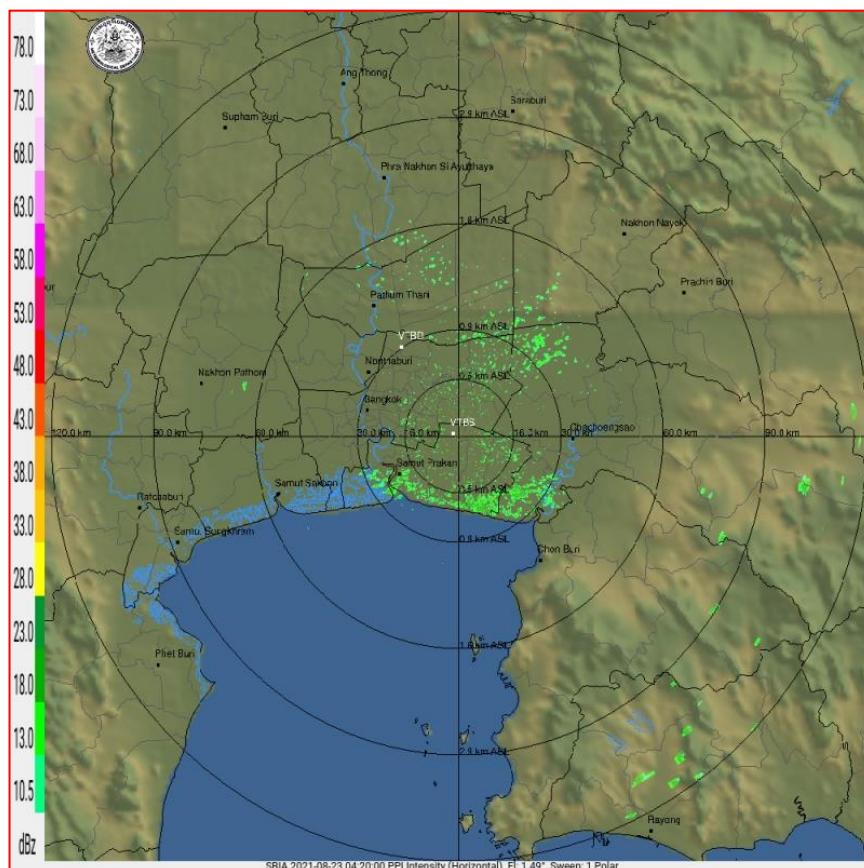 78.0
73.0
68.0
63.0
58.0
53.0
48.0
43.0
38.0
33.0
28.0
23.0
18.0
13.0
10.5
dBz
Ang Thong
Saraburi
Supham Buri
2.9 km ASL
Phra Nakhon Si Ayutthaya
1.8 km ASL
Nakhon Nayok
Prachin Buri
Pathum Thani
VTBD
0.9 km ASL
Nonthaburi
Nakhon Pathom
0.5 km ASL
Bangkok
VTBS
120.0 km
90.0 km
60.0 km
30.0 km
16.0 km
16.0 km
30.0 km
60.0 km
90.0 km
Chachoengsao
Samut Prakan
Samut Sakhon
0.5 km ASL
Ratchaburi
Samut Songkhram
0.9 km ASL
Chon Buri
1.8 km ASL
Phet Buri
2.9 km ASL
Rayong
SBIA 2021-08-23 04:20:00 PPI Intensity (Horizontal), El: 1.49°, Sweep: 1 Polar